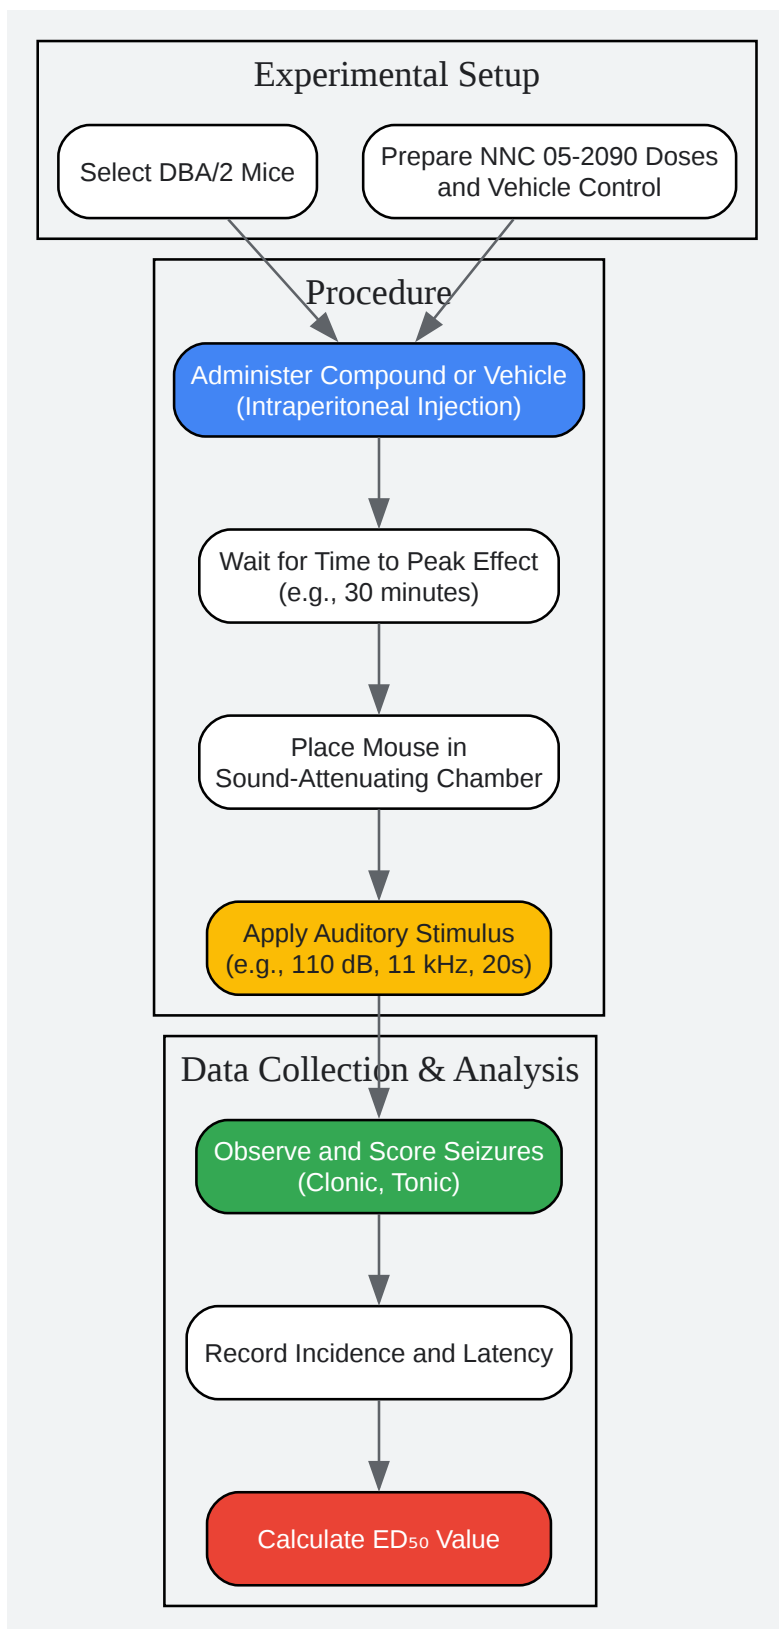 Experimental Setup
Select DBA/2 Mice
Prepare NNC 05-2090 Doses
and Vehicle Control
Procedure
Administer Compound or Vehicle
(Intraperitoneal Injection)
Wait for Time to Peak Effect
(e.g., 30 minutes)
Place Mouse in
Sound-Attenuating Chamber
Apply Auditory Stimulus
(e.g., 110 dB, 11 kHz, 20s)
Data Collection & Analysis
Observe and Score Seizures
(Clonic, Tonic)
Record Incidence and Latency
Calculate ED₅₀ Value